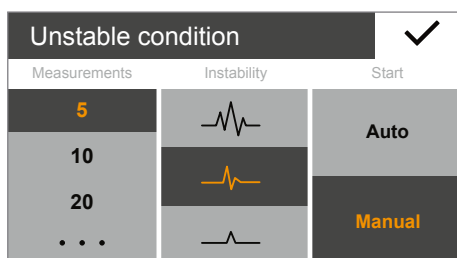 Unstable condition
Measurements Instability Start
5
10
20
. . .
Auto
Manual